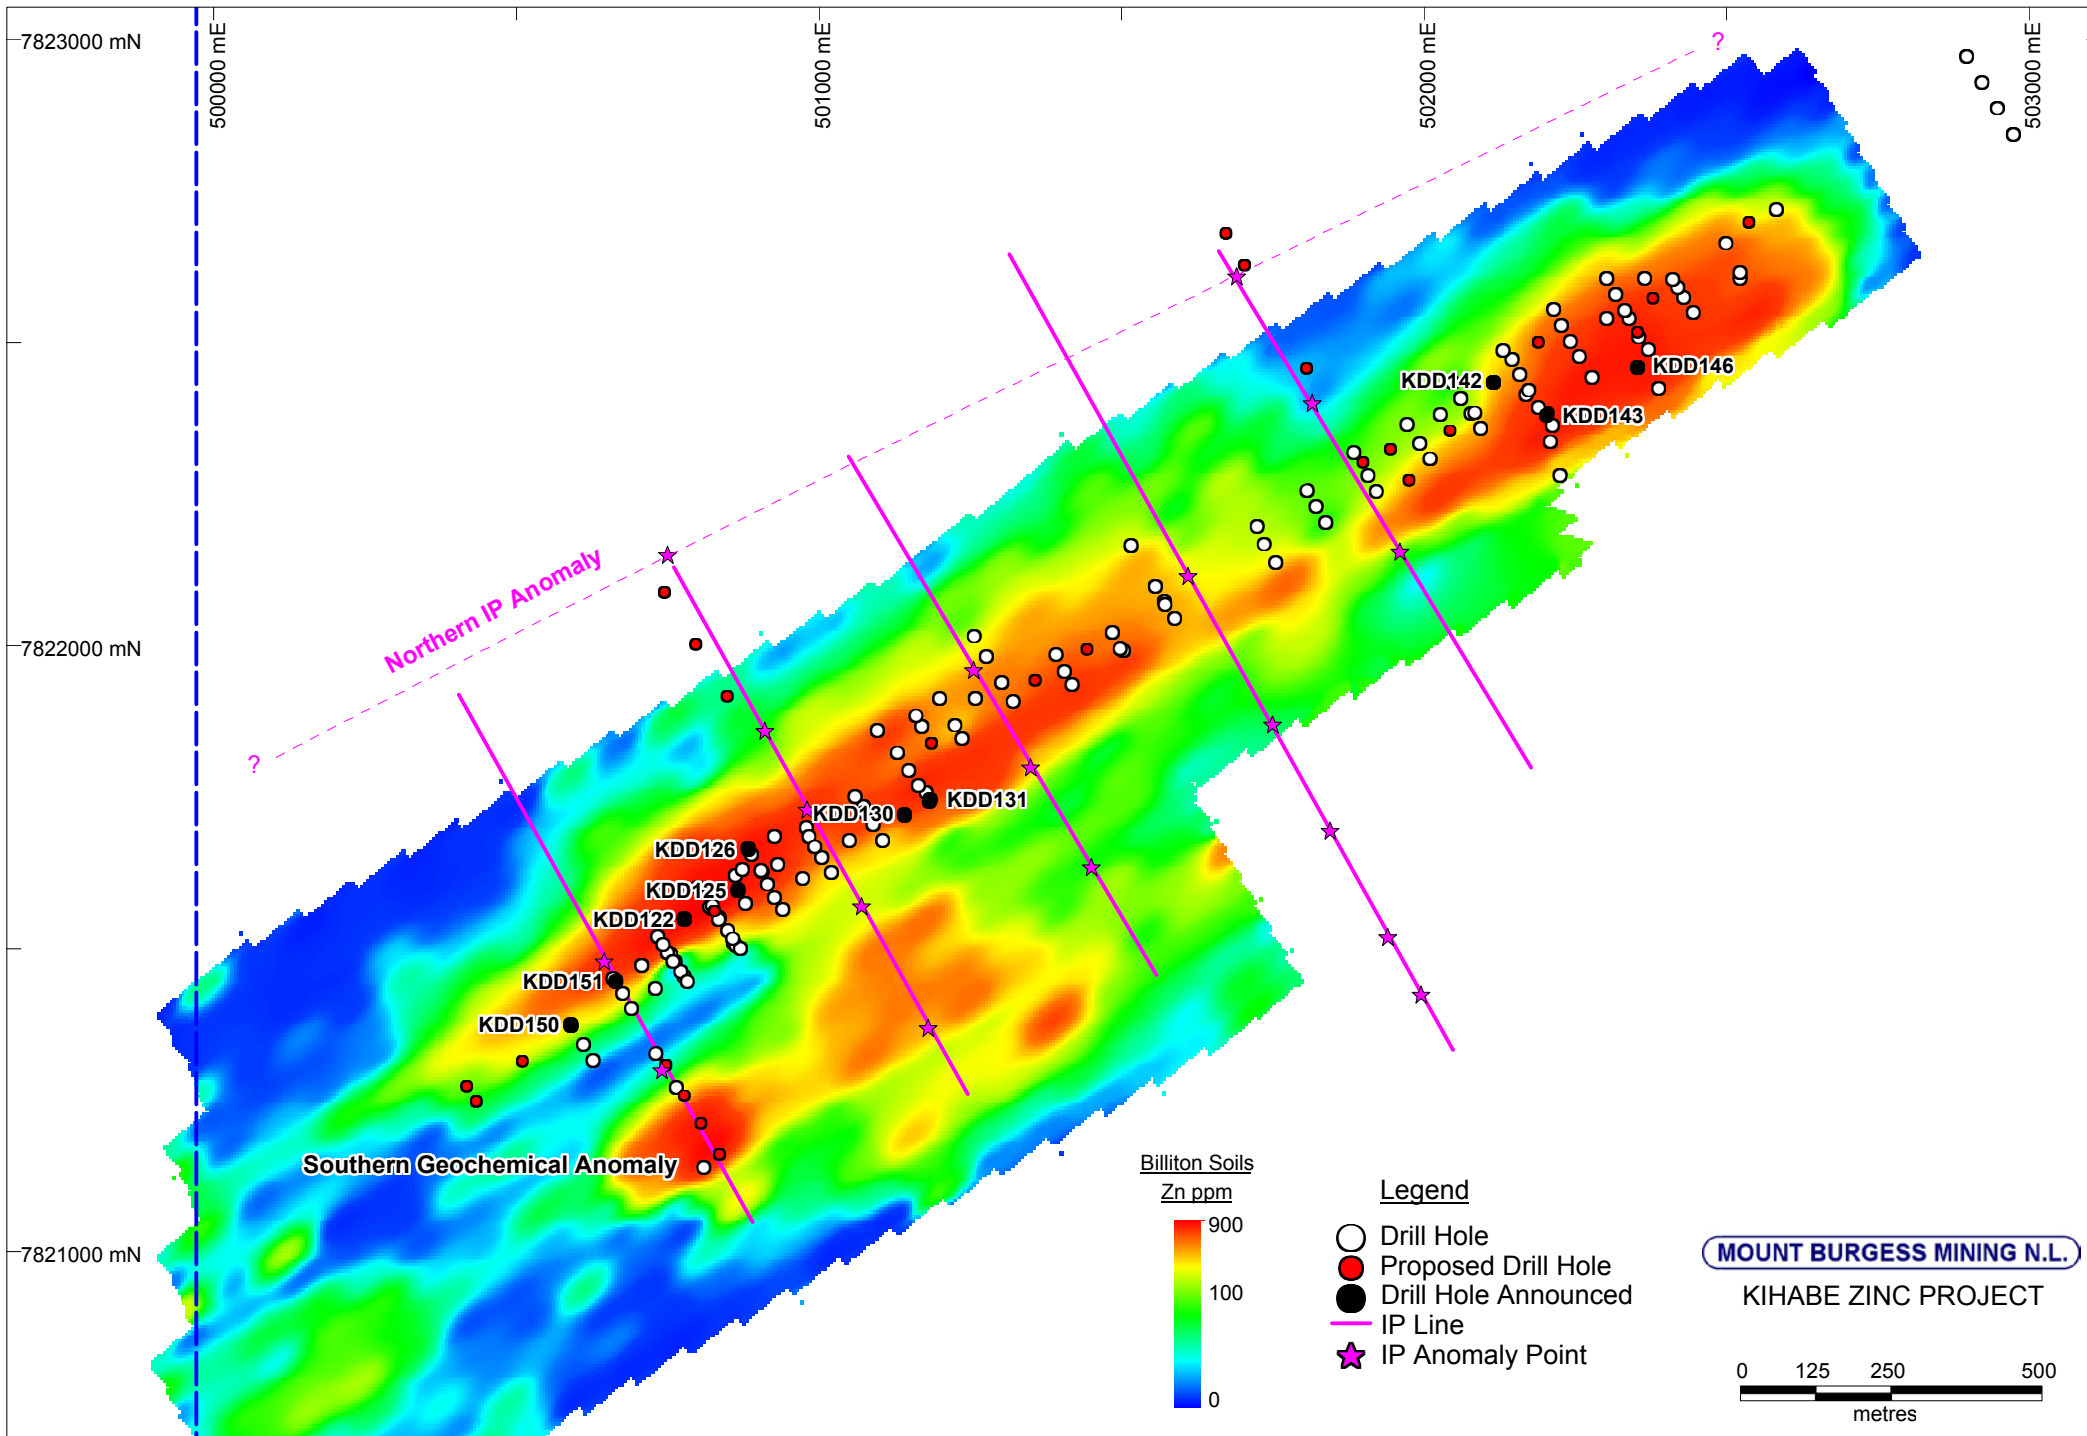 500000 mE
501000 mE
502000 mE
503000 mE
7823000 mN
?
KDD142
KDD146
KDD143
Northern IP Anomaly
7822000 mN
?
KDD131
KDD130
KDD126
KDD125
KDD122
KDD151
KDD150
Southern Geochemical Anomaly
7821000 mN
Billiton Soils
Zn ppm
900
100
0
Legend
Drill Hole
Proposed Drill Hole
Drill Hole Announced
IP Line
IP Anomaly Point
MOUNT BURGESS MINING N.L.
KIHABE ZINC PROJECT
0 125 250 500
metres